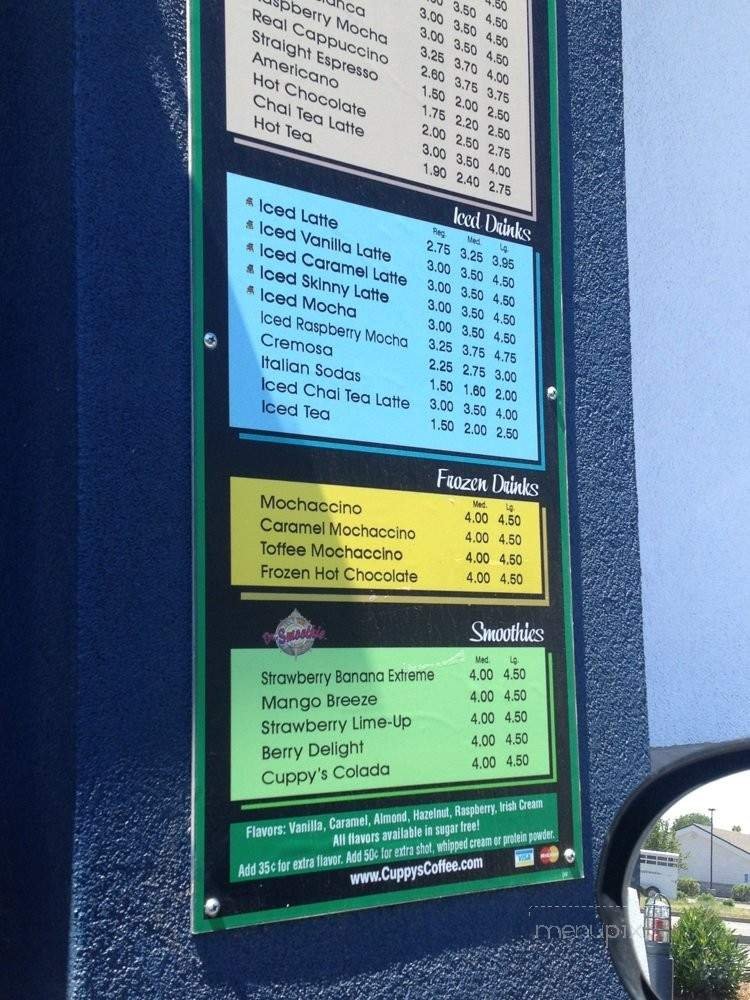 anca 3.00 3.50 4.50
aspberry Mocha 3.25 3.70 4.00
Real Cappuccino 2.60 3.75 3.75
Straight Espresso 1.50 2.00 2.50
Americano 1.75 2.20 2.50
Hot Chocolate 2.00 2.50 2.75
Chai Tea Latte 3.00 3.50 4.00
Hot Tea 1.90 2.40 2.75
Iced Drinks
Reg. Med. Lg.
Iced Latte 2.75 3.25 3.95
Iced Vanilla Latte 3.00 3.50 4.50
Iced Caramel Latte 3.00 3.50 4.50
Iced Skinny Latte 3.00 3.50 4.50
Iced Mocha 3.00 3.50 4.50
Iced Raspberry Mocha 3.25 3.75 4.75
Cremosa 2.25 2.75 3.00
Italian Sodas 1.50 1.60 2.00
Iced Chai Tea Latte 3.00 3.50 4.00
Iced Tea 1.50 2.00 2.50
Frozen Drinks
Med. Lg.
Mochaccino 4.00 4.50
Caramel Mochaccino 4.00 4.50
Toffee Mochaccino 4.00 4.50
Frozen Hot Chocolate 4.00 4.50
Dr. Smoothie
Smoothies
Med. Lg.
Strawberry Banana Extreme 4.00 4.50
Mango Breeze 4.00 4.50
Strawberry Lime-Up 4.00 4.50
Berry Delight 4.00 4.50
Cuppy's Colada 4.00 4.50
Flavors: Vanilla, Caramel, Almond, Hazelnut, Raspberry, Irish Cream
All flavors available in sugar free!
Add 35¢ for extra flavor. Add 50¢ for extra shot, whipped cream or protein powder.
www.CuppysCoffee.com
VISA MasterCard
menupix